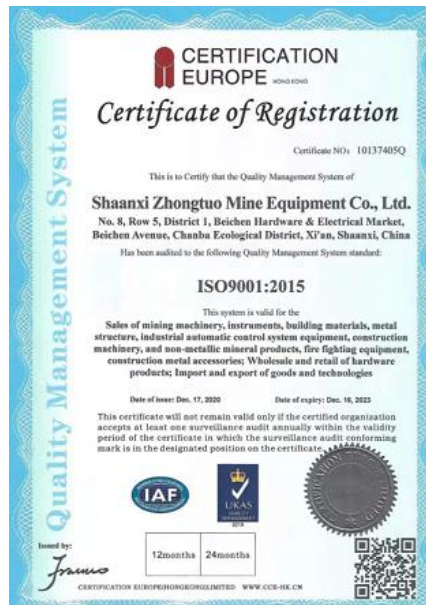 CERTIFICATION
EUROPE HONG KONG
Certificate of Registration
Certificate NO: 10137405Q
This is to Certify that the Quality Management System of
Shaanxi Zhongtuo Mine Equipment Co., Ltd.
No. 8, Row 5, District 1, Beichen Hardware & Electrical Market,
Beichen Avenue, Chanba Ecological District, Xi'an, Shaanxi, China
Has been audited to the following Quality Management System standard:
ISO9001:2015
This system is valid for the
Sales of mining machinery, instruments, building materials, metal
structure, industrial automatic control system equipment, construction
machinery, and non-metallic mineral products, fire fighting equipment,
construction metal accessories; Wholesale and retail of hardware
products; Import and export of goods and technologies
Date of issue: Dec. 17, 2020 Date of expiry: Dec. 16, 2023
This certificate will not remain valid only if the certified organization
accepts at least one surveillance audit annually within the validity
period of the certificate in which the surveillance audit conforming
mark is in the designated position on the certificate.
Quality Management System
IAF
UKAS
QUALITY
MANAGEMENT
Issued by:
12months 24months
CERTIFICATION EUROPE(HONGKONG)LIMITED WWW.CCE-HK.CN